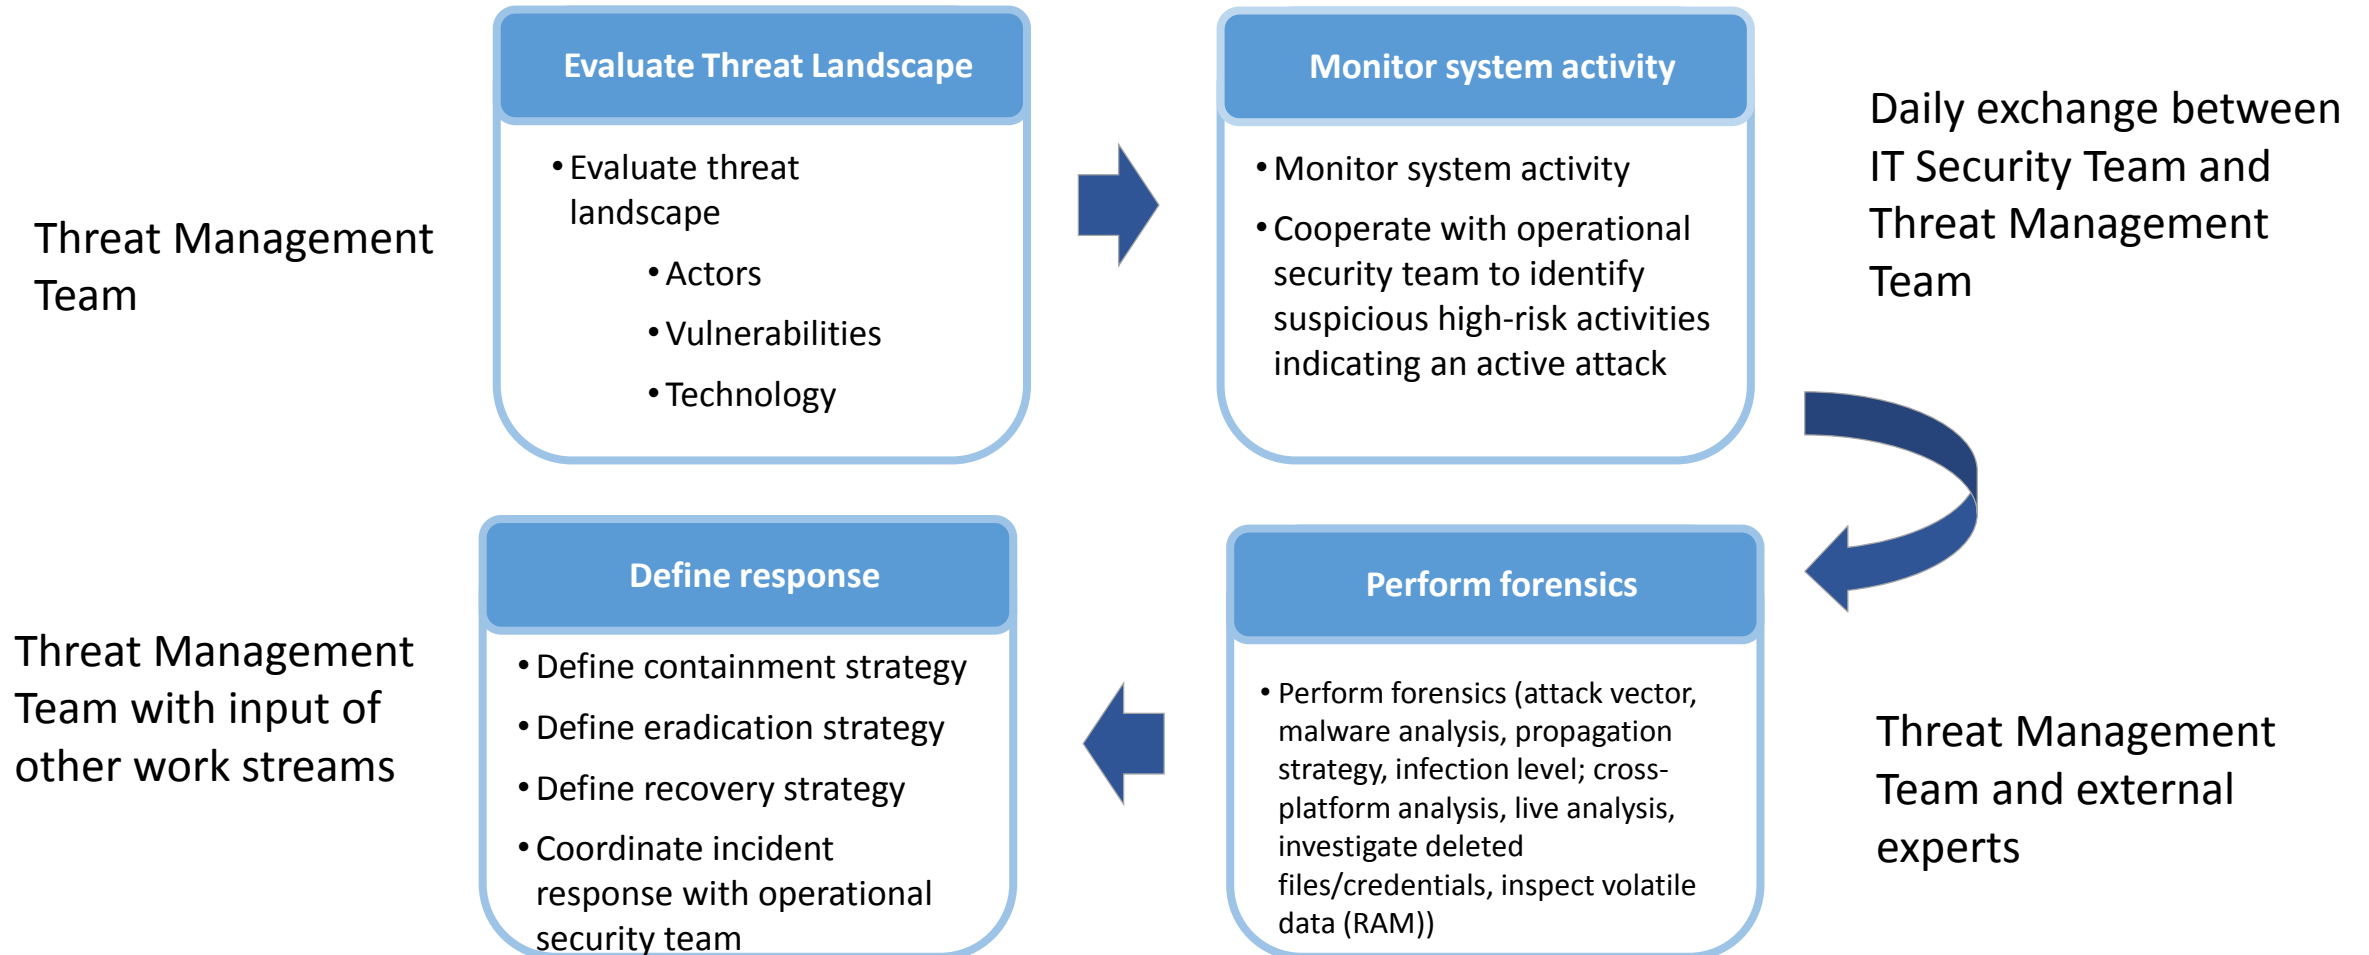 Threat Management
Team
Evaluate Threat Landscape
• Evaluate threat
landscape
• Actors
• Vulnerabilities
• Technology
Monitor system activity
• Monitor system activity
• Cooperate with operational
security team to identify
suspicious high-risk activities
indicating an active attack
Daily exchange between
IT Security Team and
Threat Management
Team
Threat Management
Team with input of
other work streams
Define response
• Define containment strategy
• Define eradication strategy
• Define recovery strategy
• Coordinate incident
response with operational
security team
Perform forensics
• Perform forensics (attack vector,
malware analysis, propagation
strategy, infection level; cross-
platform analysis, live analysis,
investigate deleted
files/credentials, inspect volatile
data (RAM))
Threat Management
Team and external
experts